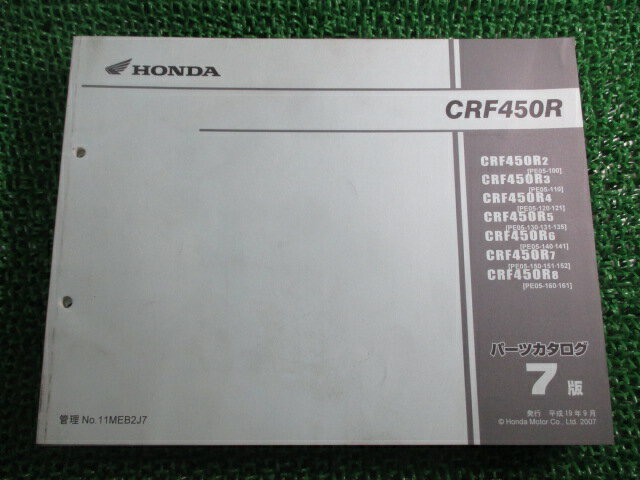 HONDA
CRF450R
CRF450R2
[PE05-100]
CRF450R3
[PE05-110]
CRF450R4
[PE05-120·121]
CRF450R5
[PE05-130·131·135]
CRF450R6
[PE05-140·141]
CRF450R7
[PE05-150·151·152]
CRF450R8
[PE05-160·161]
パーツカタログ
7版
発行 平成19年9月
© Honda Motor Co., Ltd. 2007
管理 No.11MEB2J7